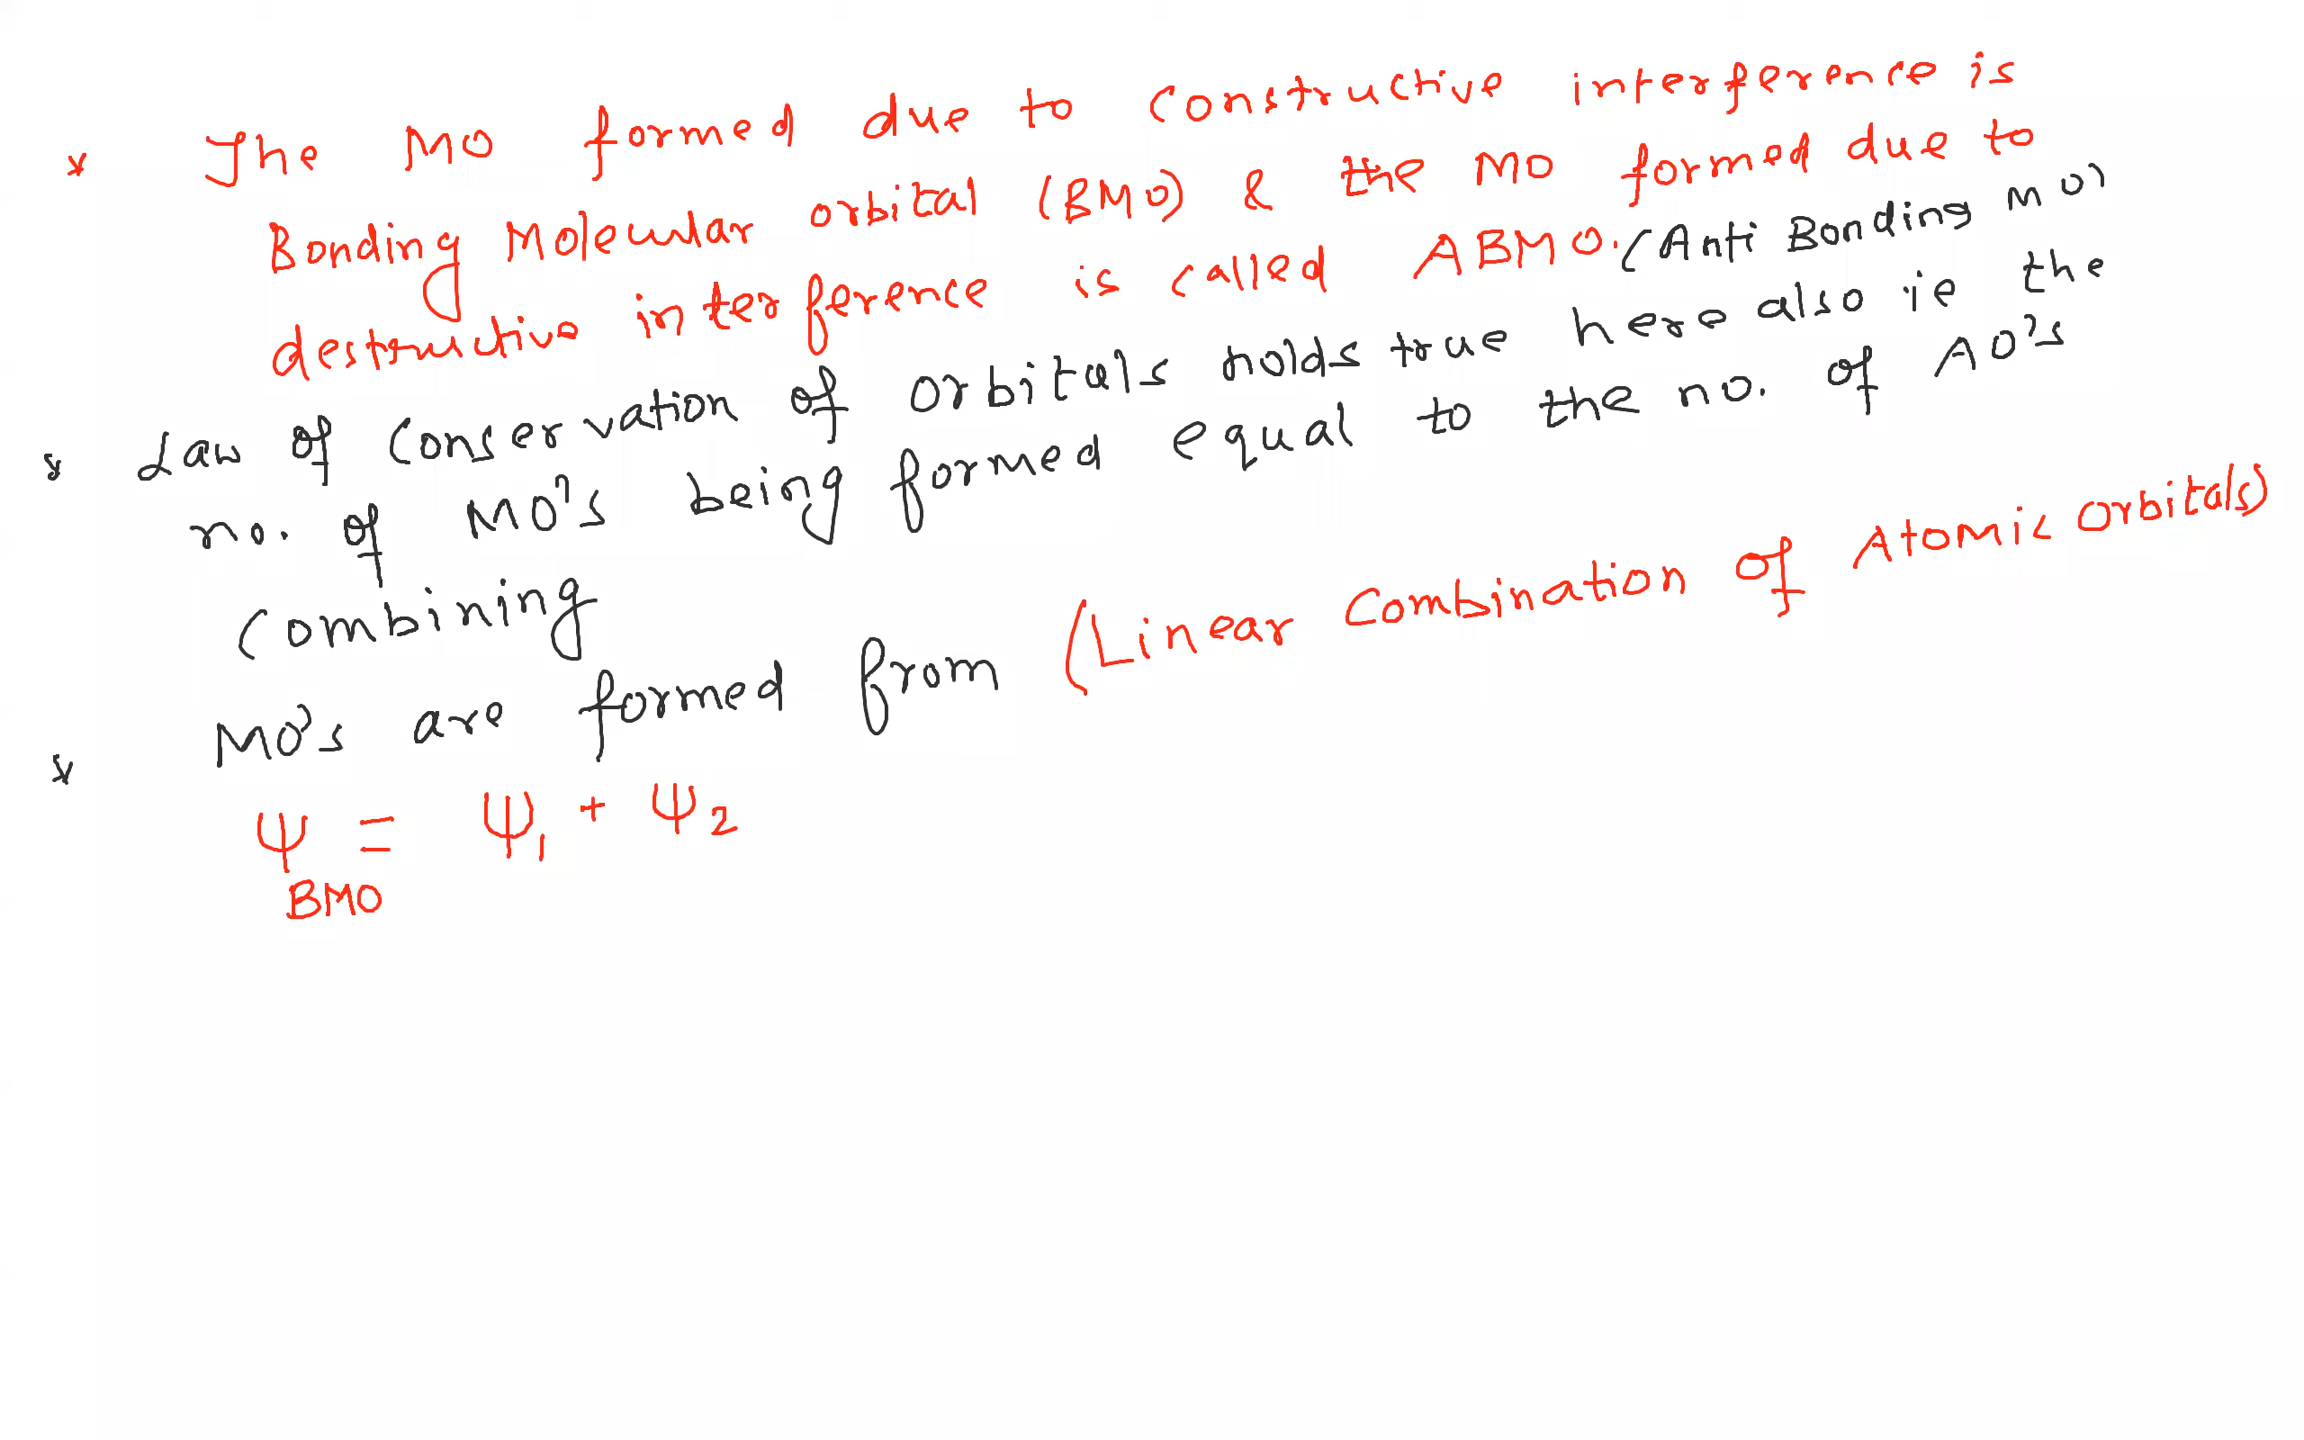 * The MO formed due to constructive interference is
Bonding Molecular orbital (BMO) & the MO formed due to
destructive interference is called ABMO. (Anti Bonding MO)
* Law of Conservation of orbitals holds true here also ie the
no. of MO's being formed equal to the no. of AO's
combining
* MO's are formed from (Linear Combination of Atomic Orbitals)
Ψ = Ψ₁ + Ψ₂
BMO